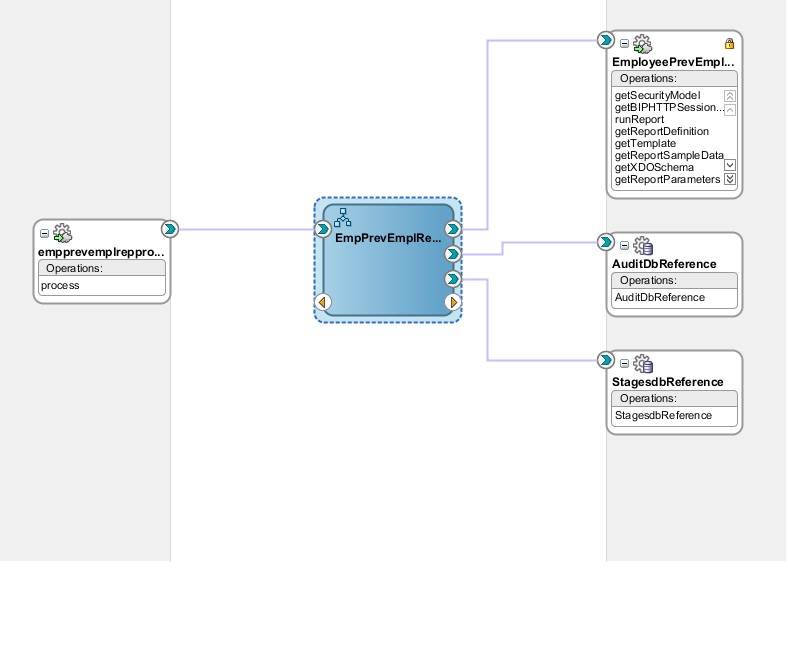 EmployeePrevEmpl...
Operations:
getSecurityModel
getBIPHTTPSession...
runReport
getReportDefinition
getTemplate
getReportSampleData
getXDOSchema
getReportParameters
empprevemplreppro...
Operations:
process
EmpPrevEmplRe...
AuditDbReference
Operations:
AuditDbReference
StagesdbReference
Operations:
StagesdbReference